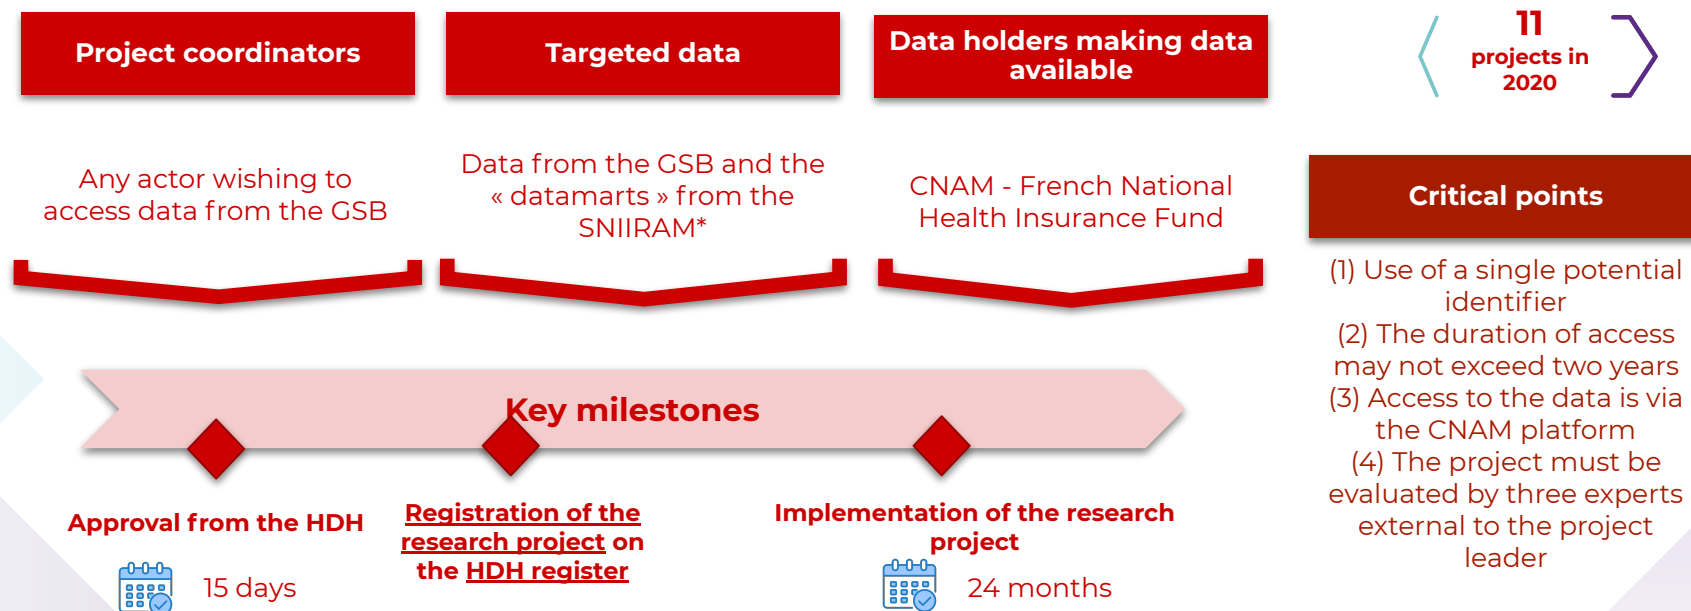 Project coordinators
Targeted data
Data holders making data
available
11
projects in
2020
Any actor wishing to
access data from the GSB
Data from the GSB and the
« datamarts » from the
SNIIRAM*
CNAM - French National
Health Insurance Fund
Critical points
(1) Use of a single potential
identifier
(2) The duration of access
may not exceed two years
(3) Access to the data is via
the CNAM platform
(4) The project must be
evaluated by three experts
external to the project
leader
Key milestones
Approval from the HDH
15 days
Registration of the
research project on
the HDH register
Implementation of the research
project
24 months